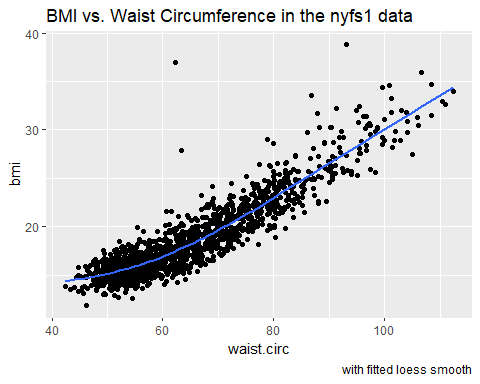 BMI vs. Waist Circumference in the nyfs1 data
40
30
20
bmi
40
60
80
100
waist.circ
with fitted loess smooth